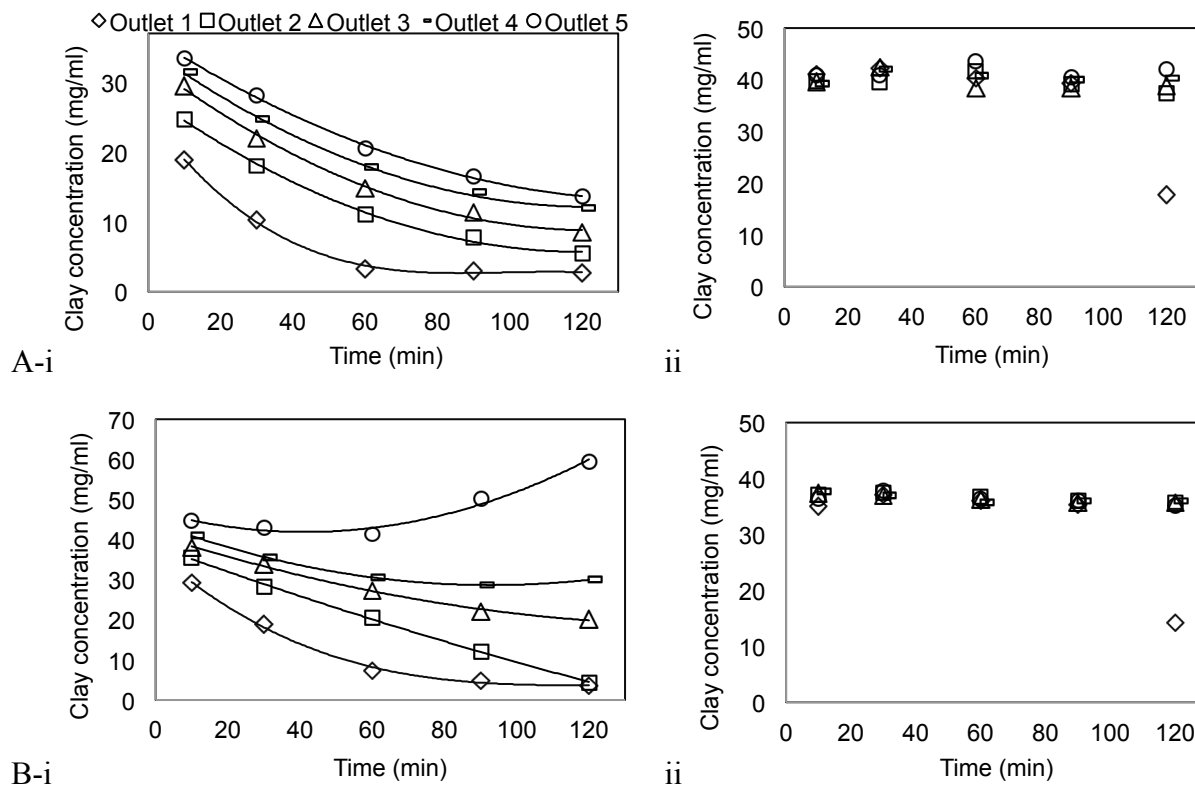 Outlet 1 Outlet 2 Outlet 3 Outlet 4 Outlet 5
Clay concentration (mg/ml)
30
20
10
0
0 20 40 60 80 100 120
Time (min)
A-i
Clay concentration (mg/ml)
50
40
30
20
10
0
0 20 40 60 80 100 120
Time (min)
ii
Clay concentration (mg/ml)
70
60
50
40
30
20
10
0
0 20 40 60 80 100 120
Time (min)
B-i
Clay concentration (mg/ml)
50
40
30
20
10
0
0 20 40 60 80 100 120
Time (min)
ii